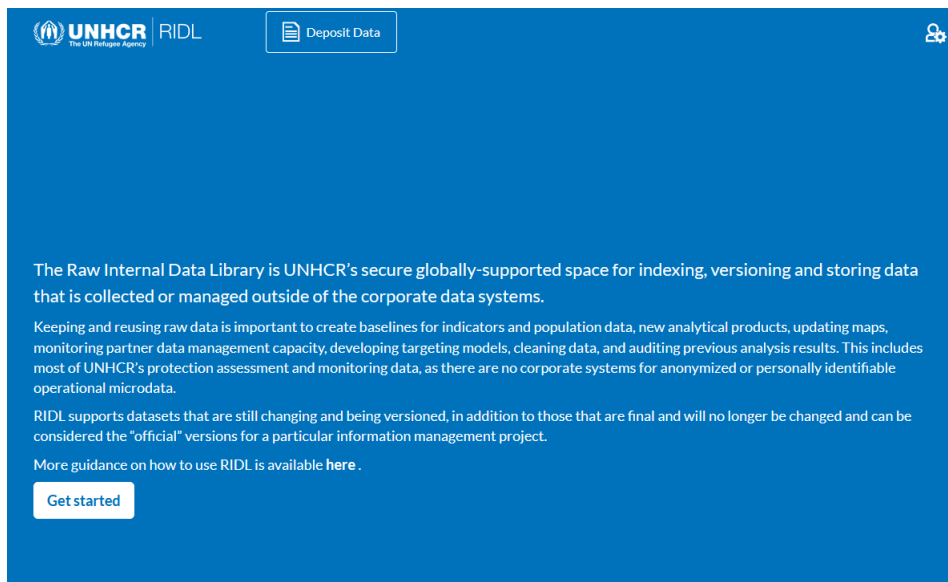 UNHCR RIDL
The UN Refugee Agency
Deposit Data
The Raw Internal Data Library is UNHCR’s secure globally-supported space for indexing, versioning and storing data
that is collected or managed outside of the corporate data systems.
Keeping and reusing raw data is important to create baselines for indicators and population data, new analytical products, updating maps,
monitoring partner data management capacity, developing targeting models, cleaning data, and auditing previous analysis results. This includes
most of UNHCR’s protection assessment and monitoring data, as there are no corporate systems for anonymized or personally identifiable
operational microdata.
RIDL supports datasets that are still changing and being versioned, in addition to those that are final and will no longer be changed and can be
considered the “official” versions for a particular information management project.
More guidance on how to use RIDL is available here .
Get started